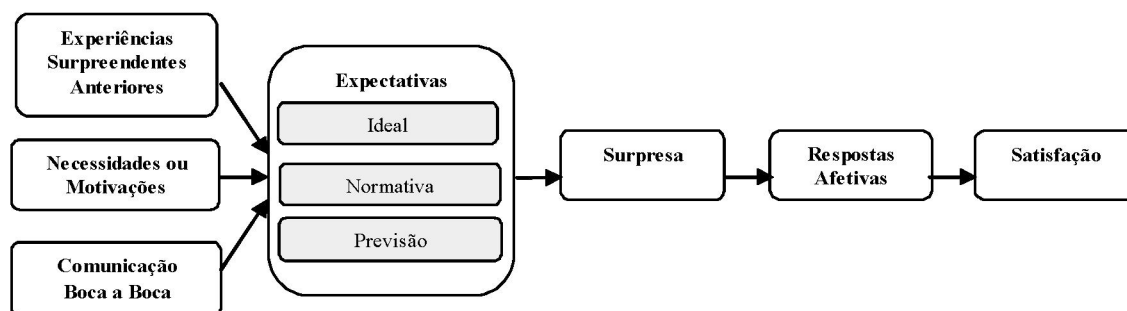 Experiências
Surpreendentes
Anteriores
Necessidades ou
Motivações
Comunicação
Boca a Boca
Expectativas
Ideal
Normativa
Previsão
Surpresa
Respostas
Afetivas
Satisfação